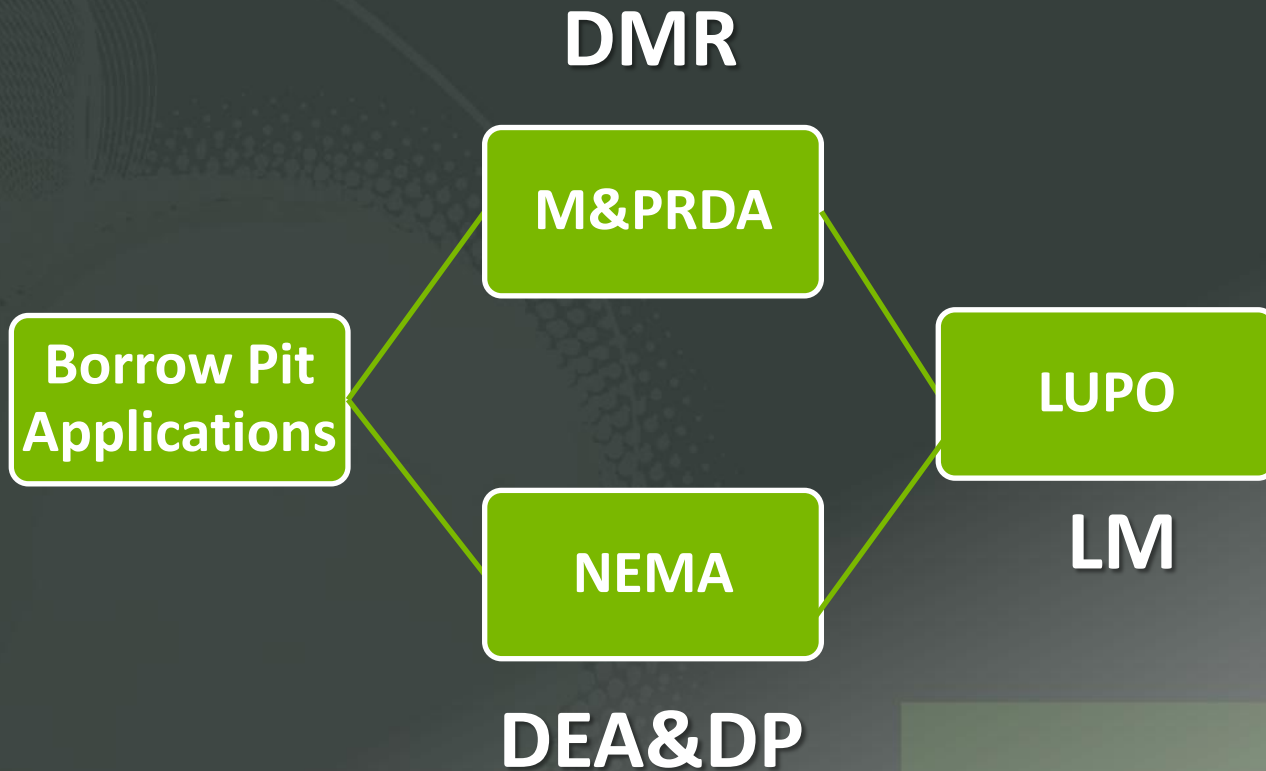 DMR
M&PRDA
Borrow Pit
Applications
LUPO
LM
NEMA
DEA&DP